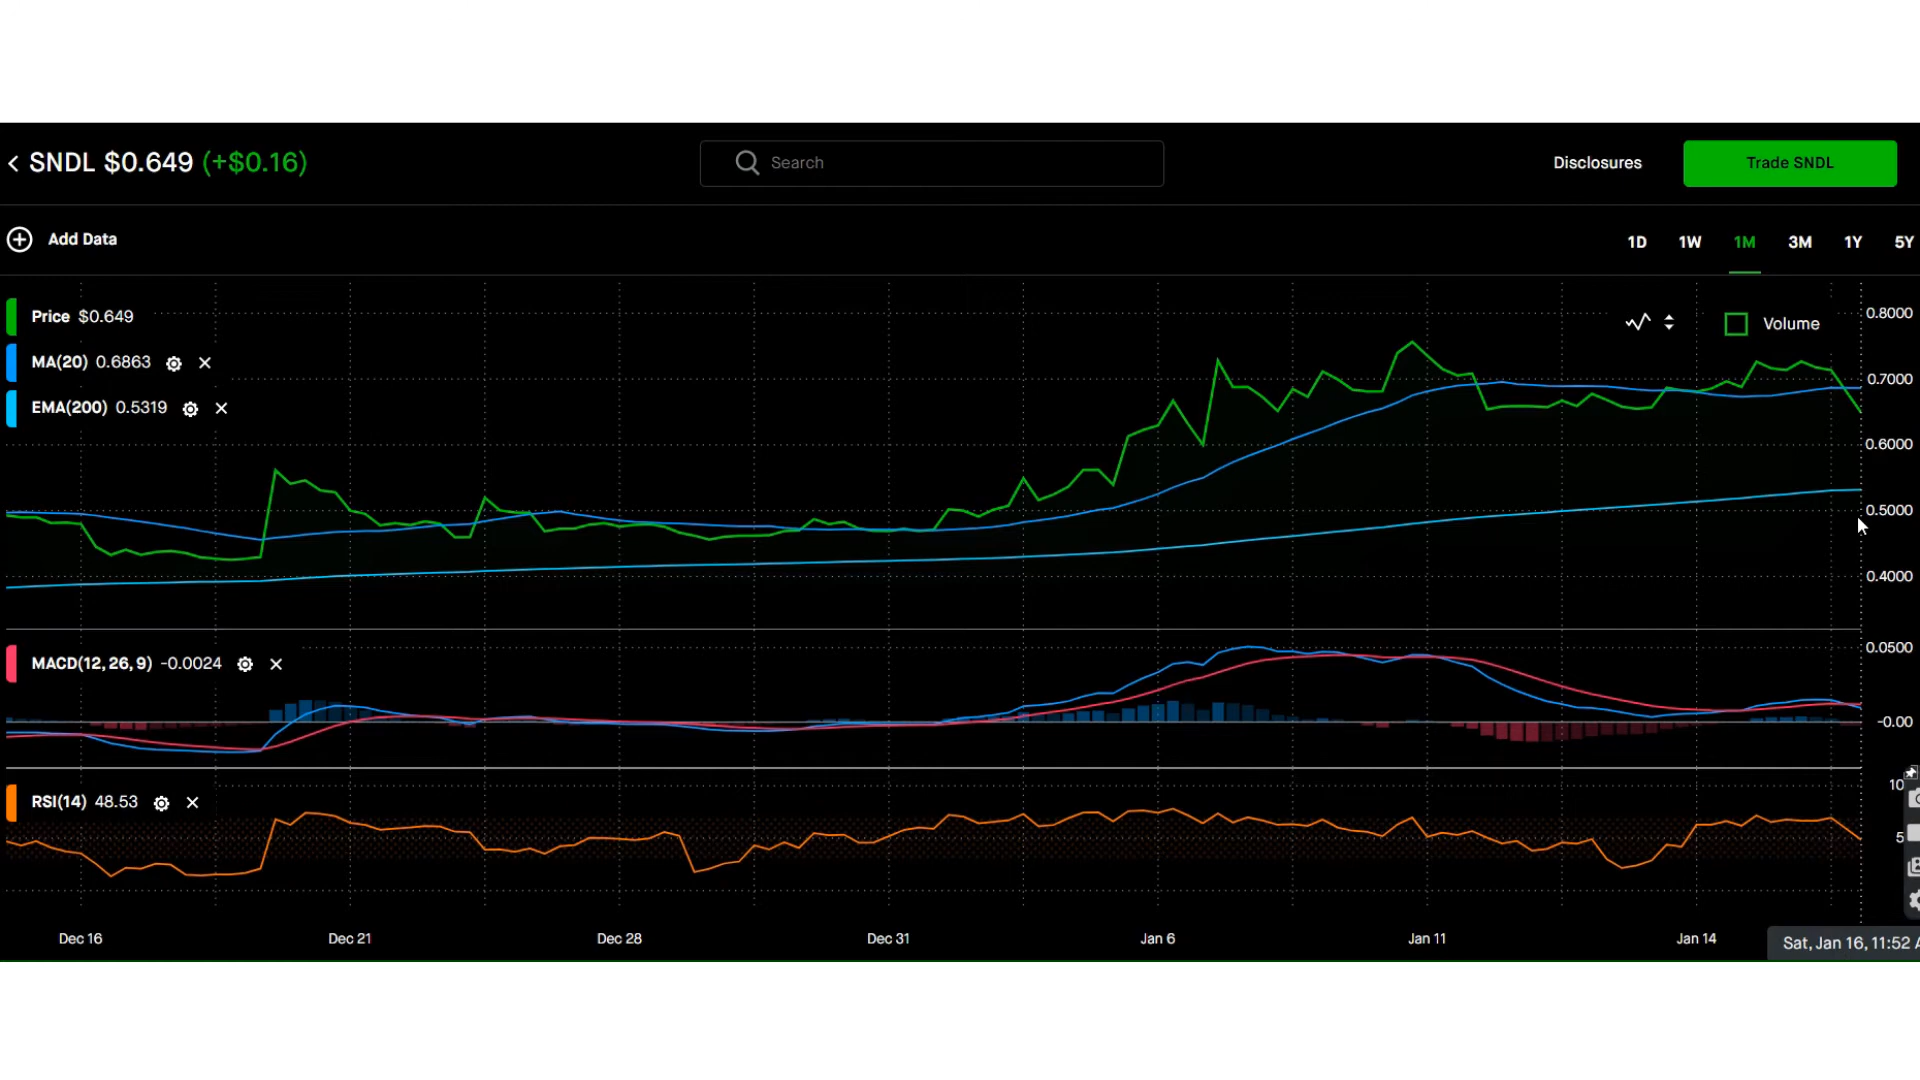 SNDL $0.649 (+$0.16)
Search
Disclosures
Trade SNDL
Add Data
1D 1W 1M 3M 1Y 5Y
Price $0.649
Volume
0.8000
MA(20) 0.6863
0.7000
EMA(200) 0.5319
0.6000
0.5000
0.4000
MACD(12, 26, 9) -0.0024
0.0500
-0.00
RSI(14) 48.53
10
5
Dec 16 Dec 21 Dec 28 Dec 31 Jan 6 Jan 11 Jan 14
Sat, Jan 16, 11:52